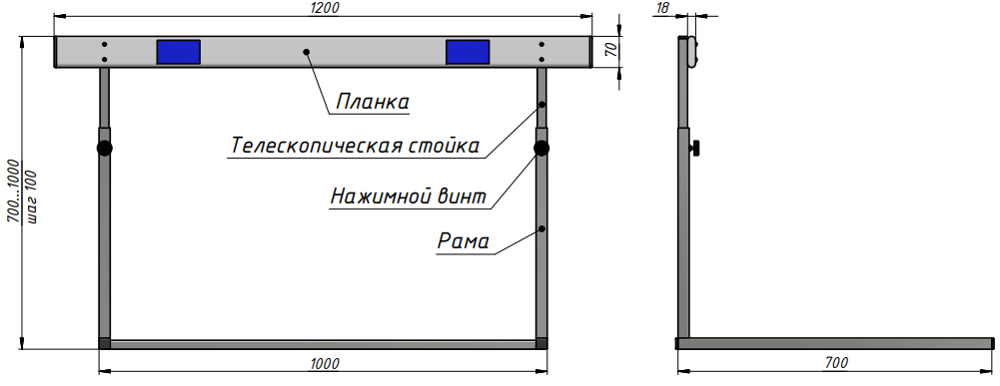 1200
18
70
Планка
Телескопическая стойка
700...1000
шаг 100
Нажимной винт
Рама
1000
700